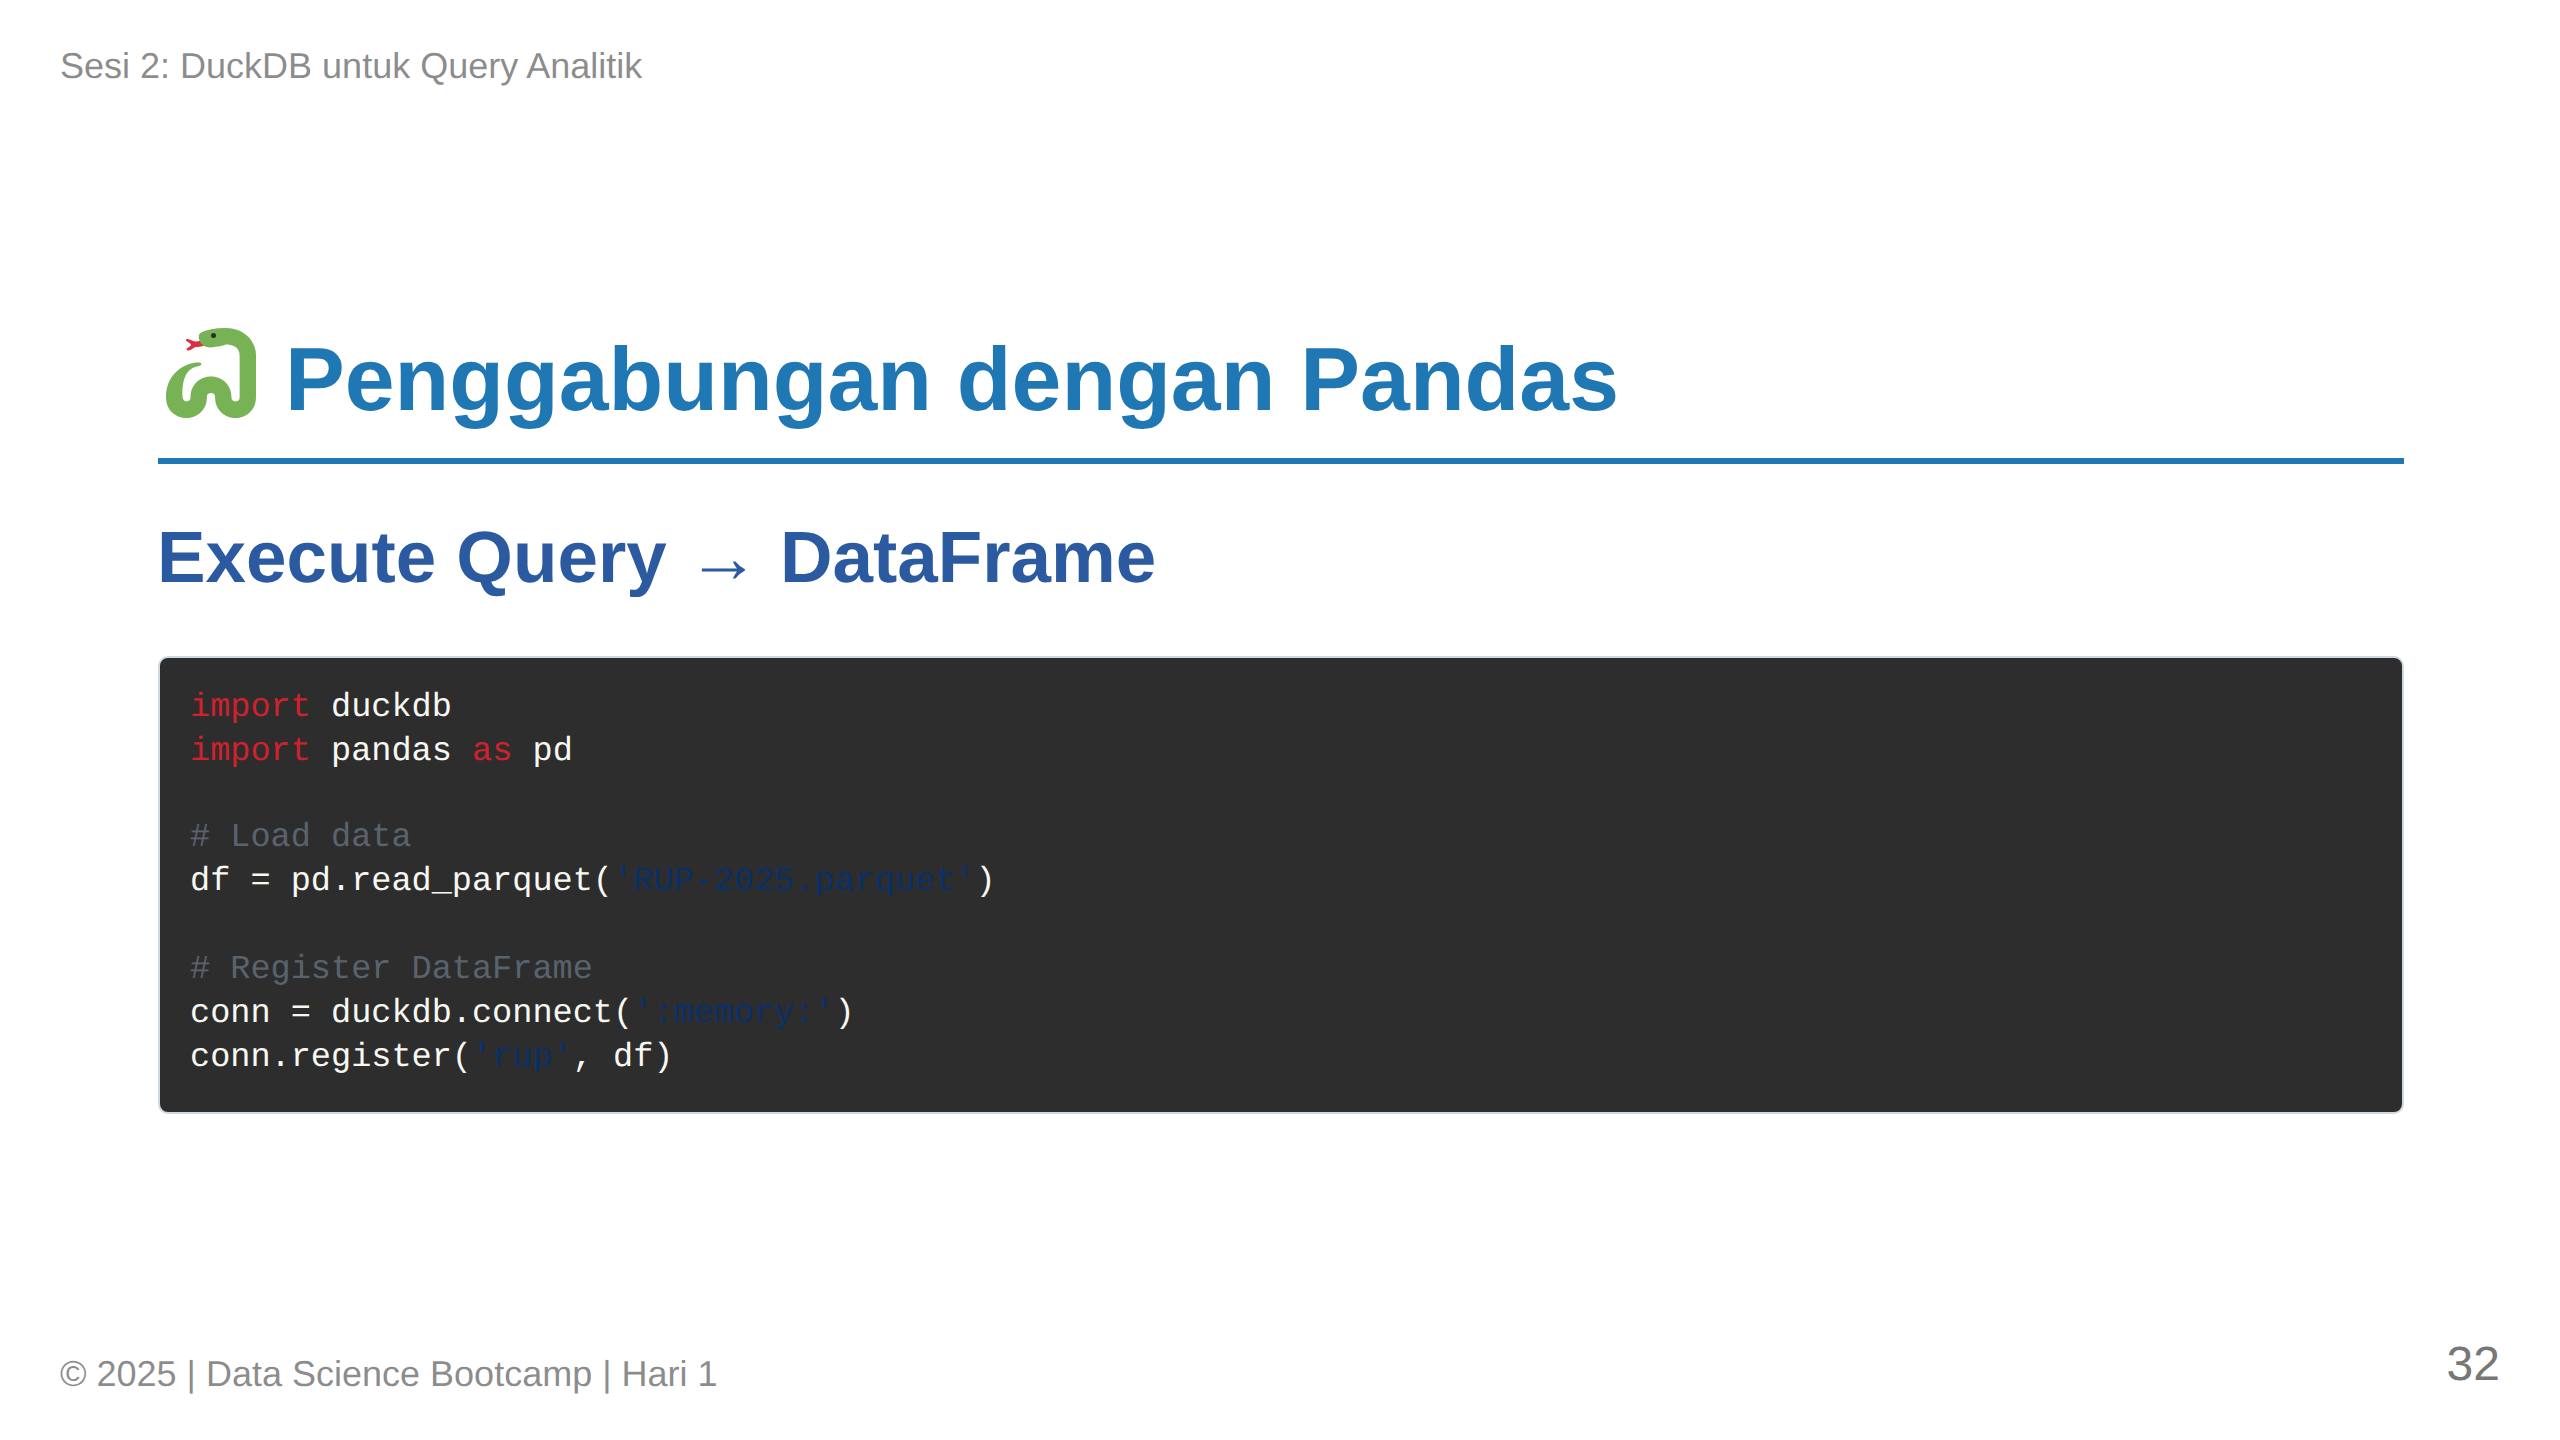 Sesi 2: DuckDB untuk Query Analitik
Penggabungan dengan Pandas
Execute Query → DataFrame
import duckdb
import pandas as pd
# Load data
df = pd.read_parquet('RUP-2025.parquet')
# Register DataFrame
conn = duckdb.connect(':memory:')
conn.register('rup', df)
© 2025 | Data Science Bootcamp | Hari 1
32